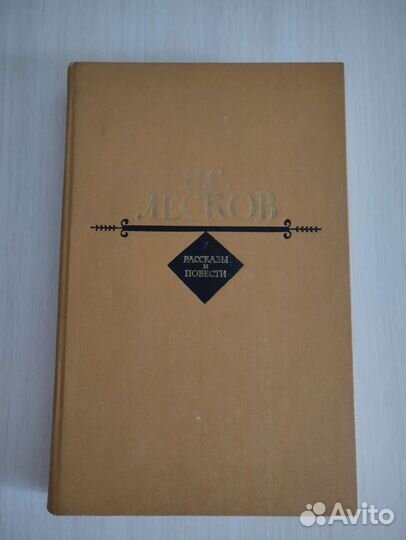 Н.С.
ЛЕСКОВ
РАССКАЗЫ
И
ПОВЕСТИ
Avito